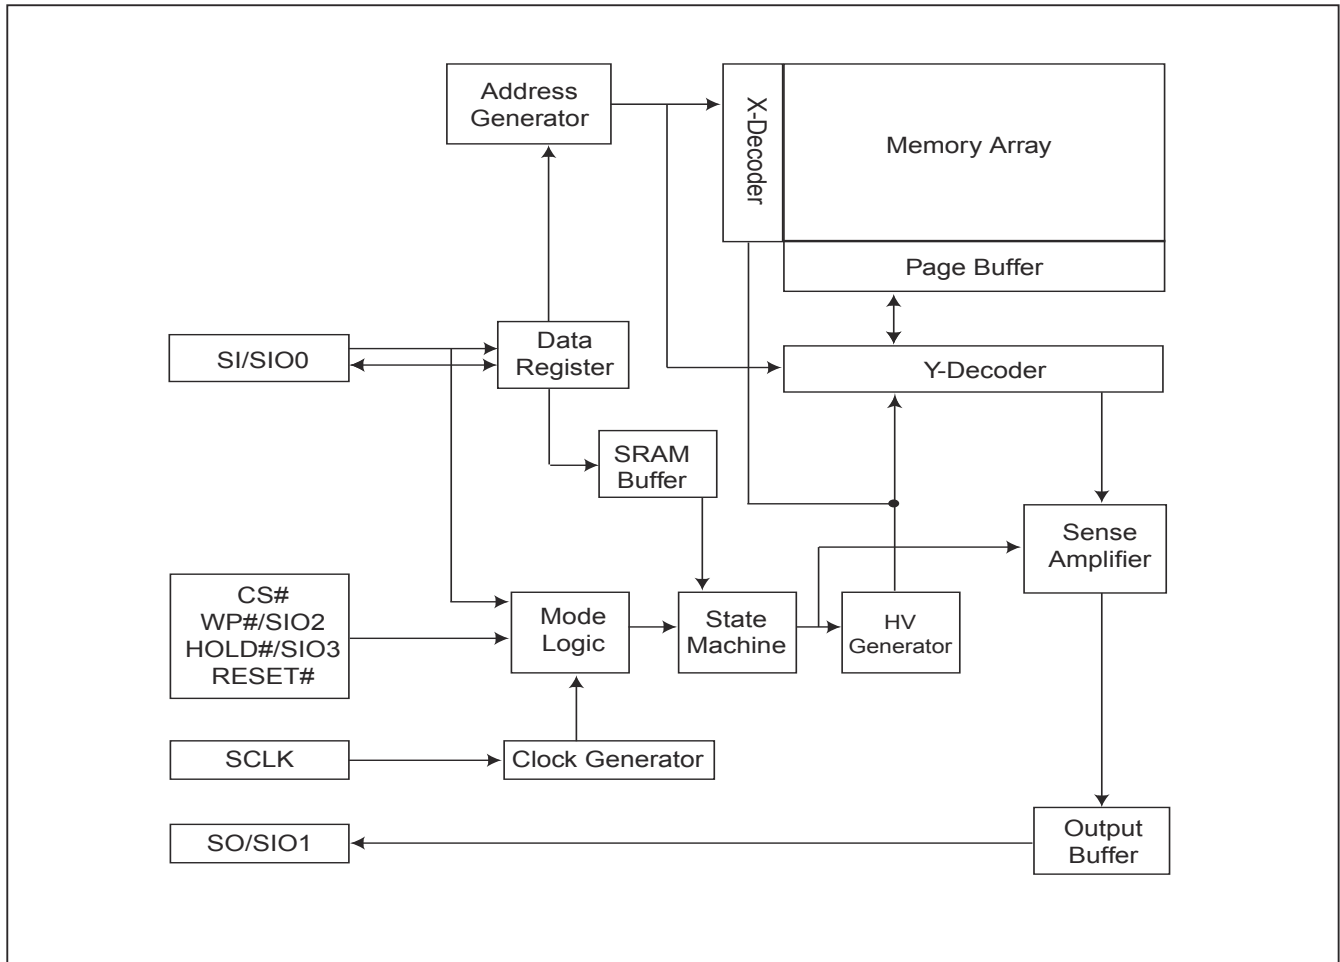 Address
Generator
X-Decoder
Memory Array
Page Buffer
SI/SIO0
Data
Register
Y-Decoder
SRAM
Buffer
Sense
Amplifier
CS#
WP#/SIO2
HOLD#/SIO3
RESET#
Mode
Logic
State
Machine
HV
Generator
SCLK
Clock Generator
SO/SIO1
Output
Buffer